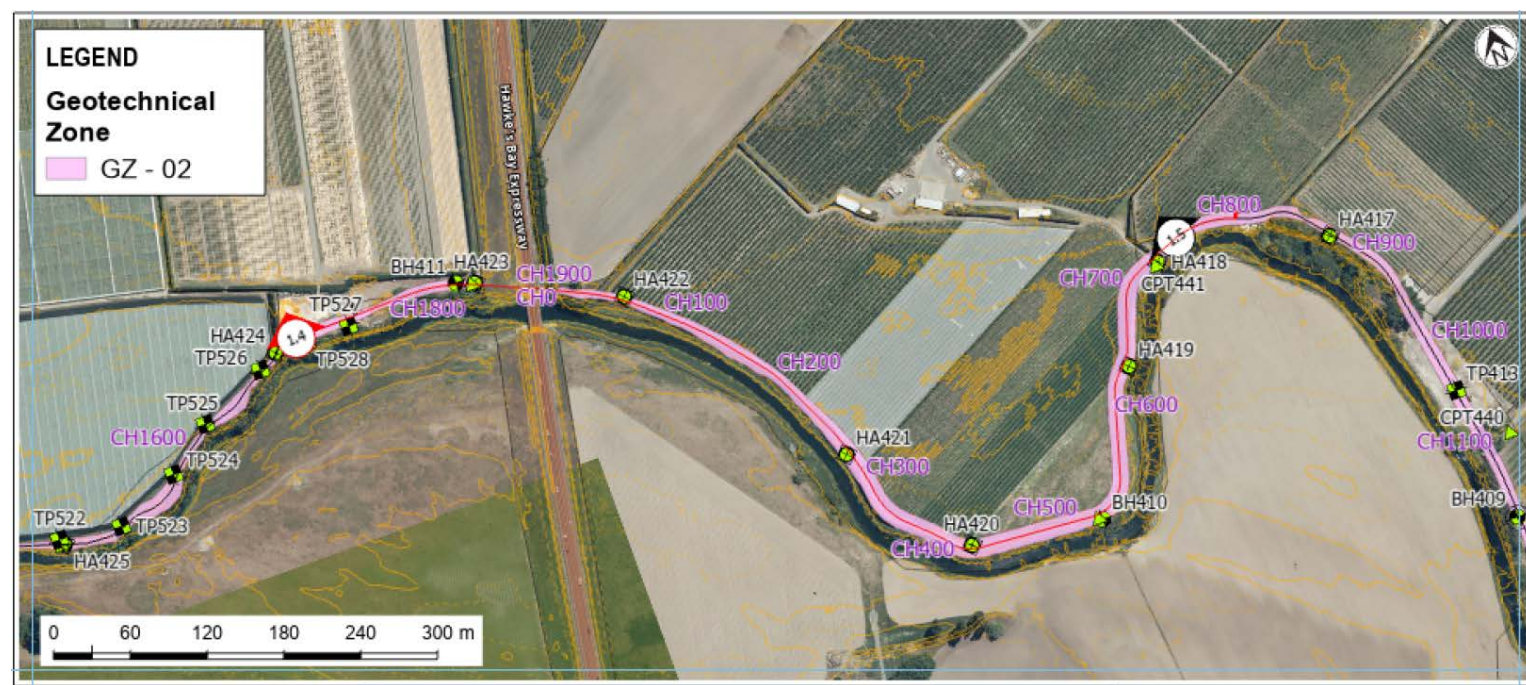 LEGEND
Geotechnical
Zone
GZ - 02
N
Hawke's Bay Expressway
CH800
HA417
CH900
1.5
HA418
CPT441
CH700
BH411
HA423
CH1900
CH0
HA422
CH100
TP527
CH1800
HA424
1.4
TP526
TP528
CH200
HA419
CH600
CH1000
TP413
CPT440
CH1100
TP525
CH1600
TP524
HA421
CH300
CH500
BH410
BH409
HA420
CH400
TP522
TP523
HA425
0 60 120 180 240 300 m